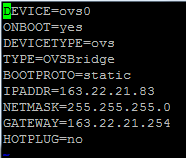 DEVICE=ovs0
ONBOOT=yes
DEVICETYPE=ovs
TYPE=OVSBridge
BOOTPROTO=static
IPADDR=163.22.21.83
NETMASK=255.255.255.0
GATEWAY=163.22.21.254
HOTPLUG=no